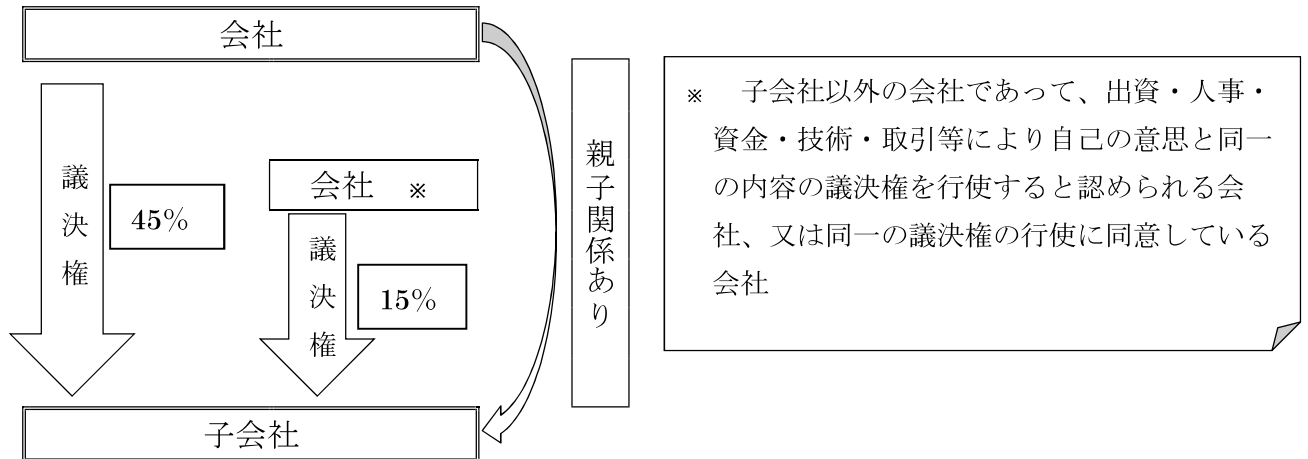 会社
議決権
45%
会社 ※
議決権
15%
子会社
親子関係あり
※ 子会社以外の会社であって、出資・人事・
資金・技術・取引等により自己の意思と同一
の内容の議決権を行使すると認められる会
社、又は同一の議決権の行使に同意している
会社